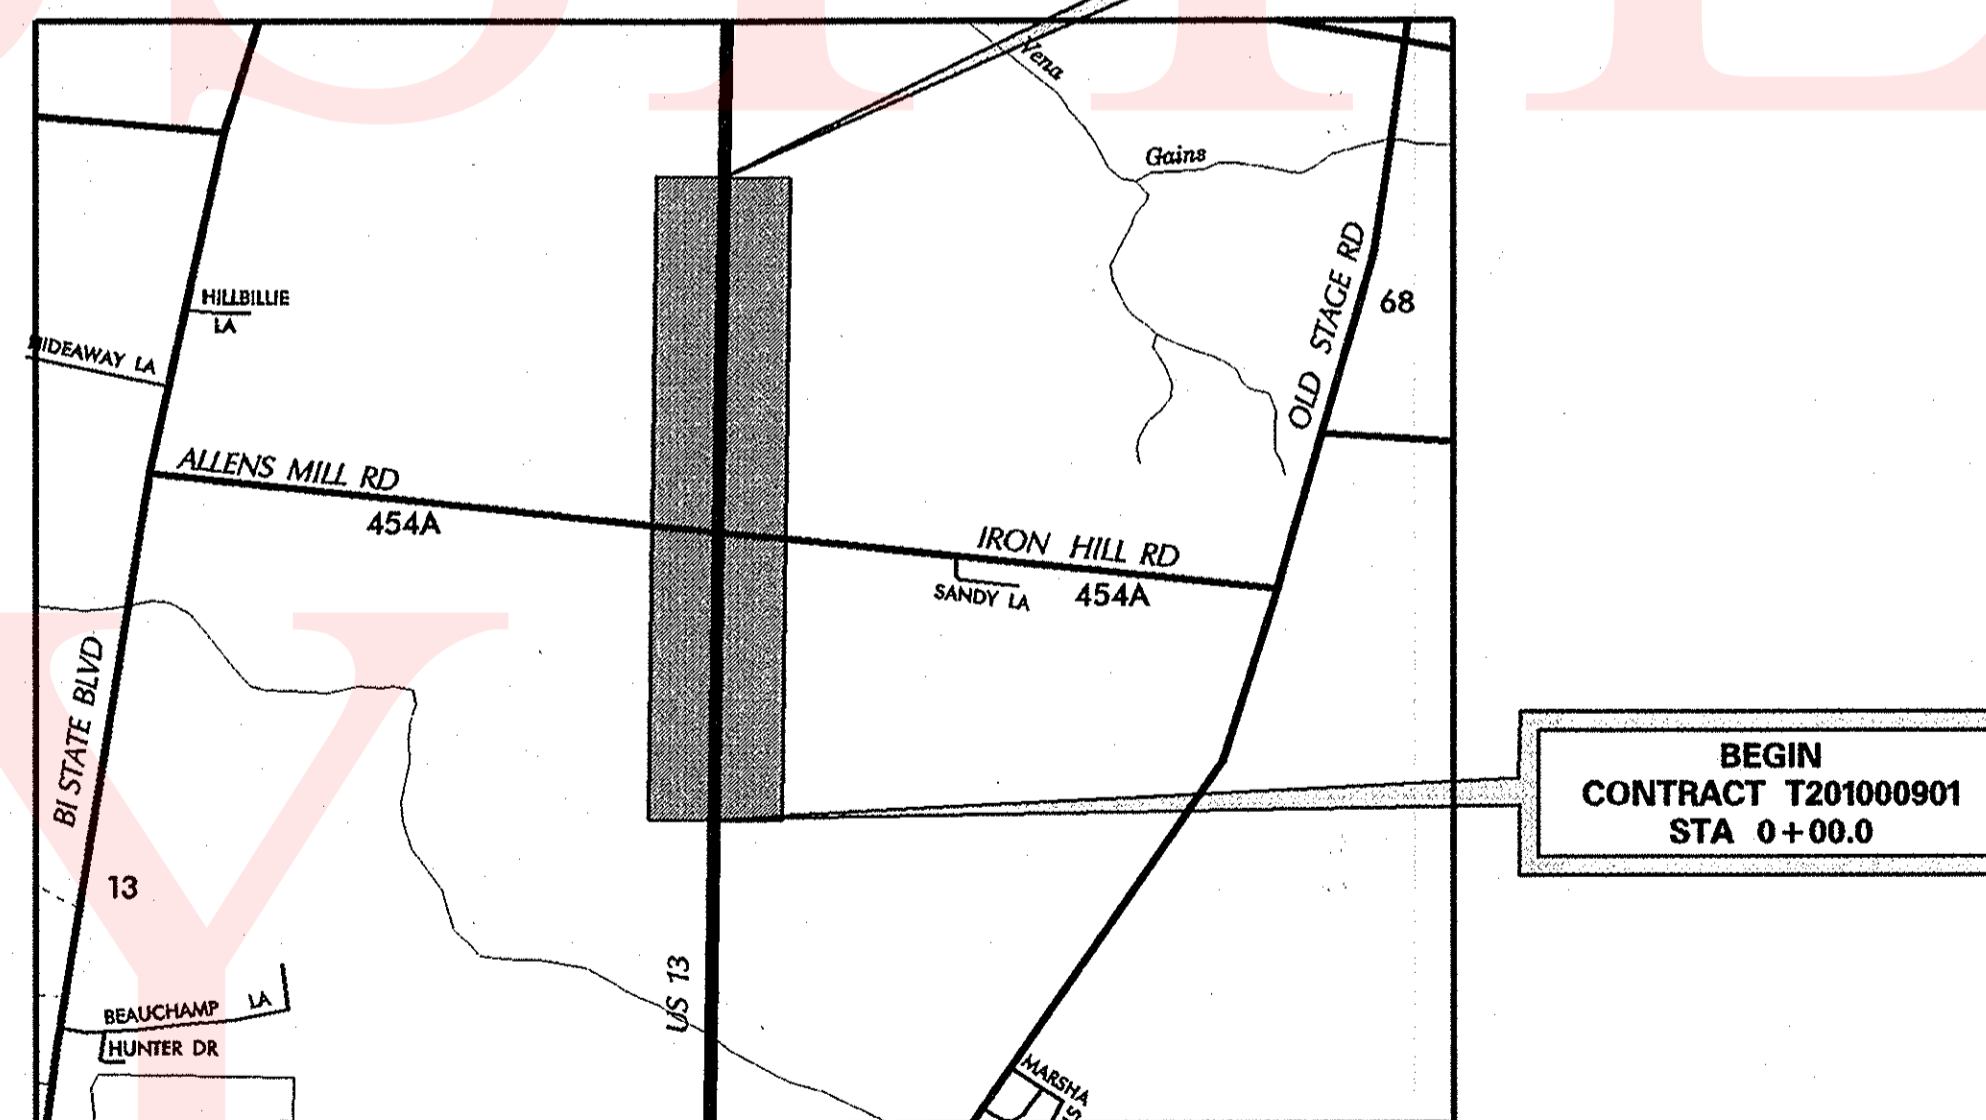 Vena
Gains
HILLBILLIE
LA
HIDEAWAY LA
OLD STAGE RD
68
ALLENS MILL RD
454A
IRON HILL RD
SANDY LA
454A
BI STATE BLVD
BEGIN
CONTRACT T201000901
STA 0+00.0
13
US 13
BEAUCHAMP LA
HUNTER DR
MARSHA